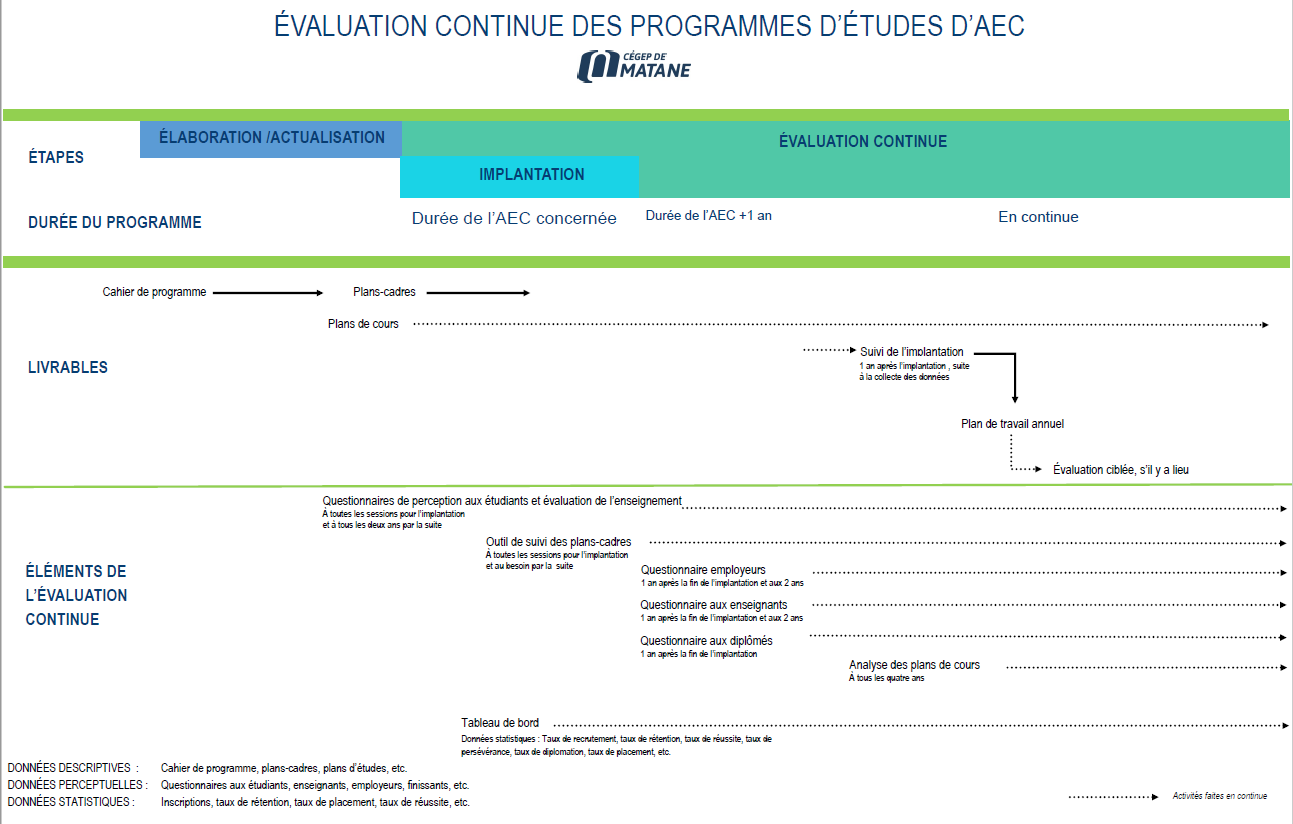 ÉVALUATION CONTINUE DES PROGRAMMES D'ÉTUDES D'AEC
CÉGEP DE
MATANE
ÉTAPES
ÉLABORATION /ACTUALISATION
ÉVALUATION CONTINUE
IMPLANTATION
DURÉE DU PROGRAMME
Durée de l'AEC concernée
Durée de l'AEC +1 an
En continue
LIVRABLES
Cahier de programme
Plans-cadres
Plans de cours
Suivi de l'implantation
1 an après l'implantation , suite
à la collecte des données
Plan de travail annuel
Évaluation ciblée, s'il y a lieu
ÉLÉMENTS DE
L'ÉVALUATION
CONTINUE
Questionnaires de perception aux étudiants et évaluation de l'enseignement
À toutes les sessions pour l'implantation
et à tous les deux ans par la suite
Outil de suivi des plans-cadres
À toutes les sessions pour l'implantation
et au besoin par la suite
Questionnaire employeurs
1 an après la fin de l'implantation et aux 2 ans
Questionnaire aux enseignants
1 an après la fin de l'implantation et aux 2 ans
Questionnaire aux diplômés
1 an après la fin de l'implantation
Analyse des plans de cours
À tous les quatre ans
Tableau de bord
Données statistiques : Taux de recrutement, taux de rétention, taux de réussite, taux de
persévérance, taux de diplomation, taux de placement, etc.
DONNÉES DESCRIPTIVES : Cahier de programme, plans-cadres, plans d'études, etc.
DONNÉES PERCEPTUELLES : Questionnaires aux étudiants, enseignants, employeurs, finissants, etc.
DONNÉES STATISTIQUES : Inscriptions, taux de rétention, taux de placement, taux de réussite, etc.
Activités faites en continue